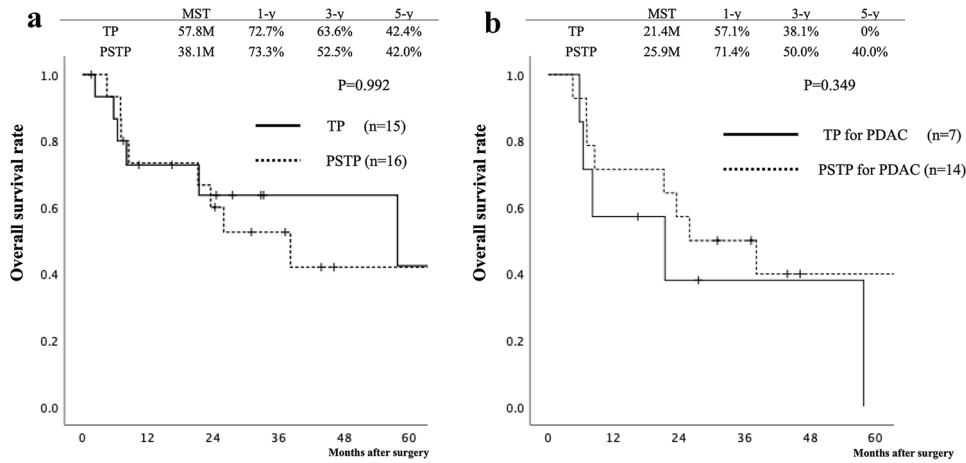 a
MST 1-y 3-y 5-y
TP 57.8M 72.7% 63.6% 42.4%
PSTP 38.1M 73.3% 52.5% 42.0%
P=0.992
TP (n=15)
PSTP (n=16)
Overall survival rate
1.0
0.8
0.6
0.4
0.2
0.0
0 12 24 36 48 60
Months after surgery
b
MST 1-y 3-y 5-y
TP 21.4M 57.1% 38.1% 0%
PSTP 25.9M 71.4% 50.0% 40.0%
P=0.349
TP for PDAC (n=7)
PSTP for PDAC (n=14)
Overall survival rate
1.0
0.8
0.6
0.4
0.2
0.0
0 12 24 36 48 60
Months after surgery